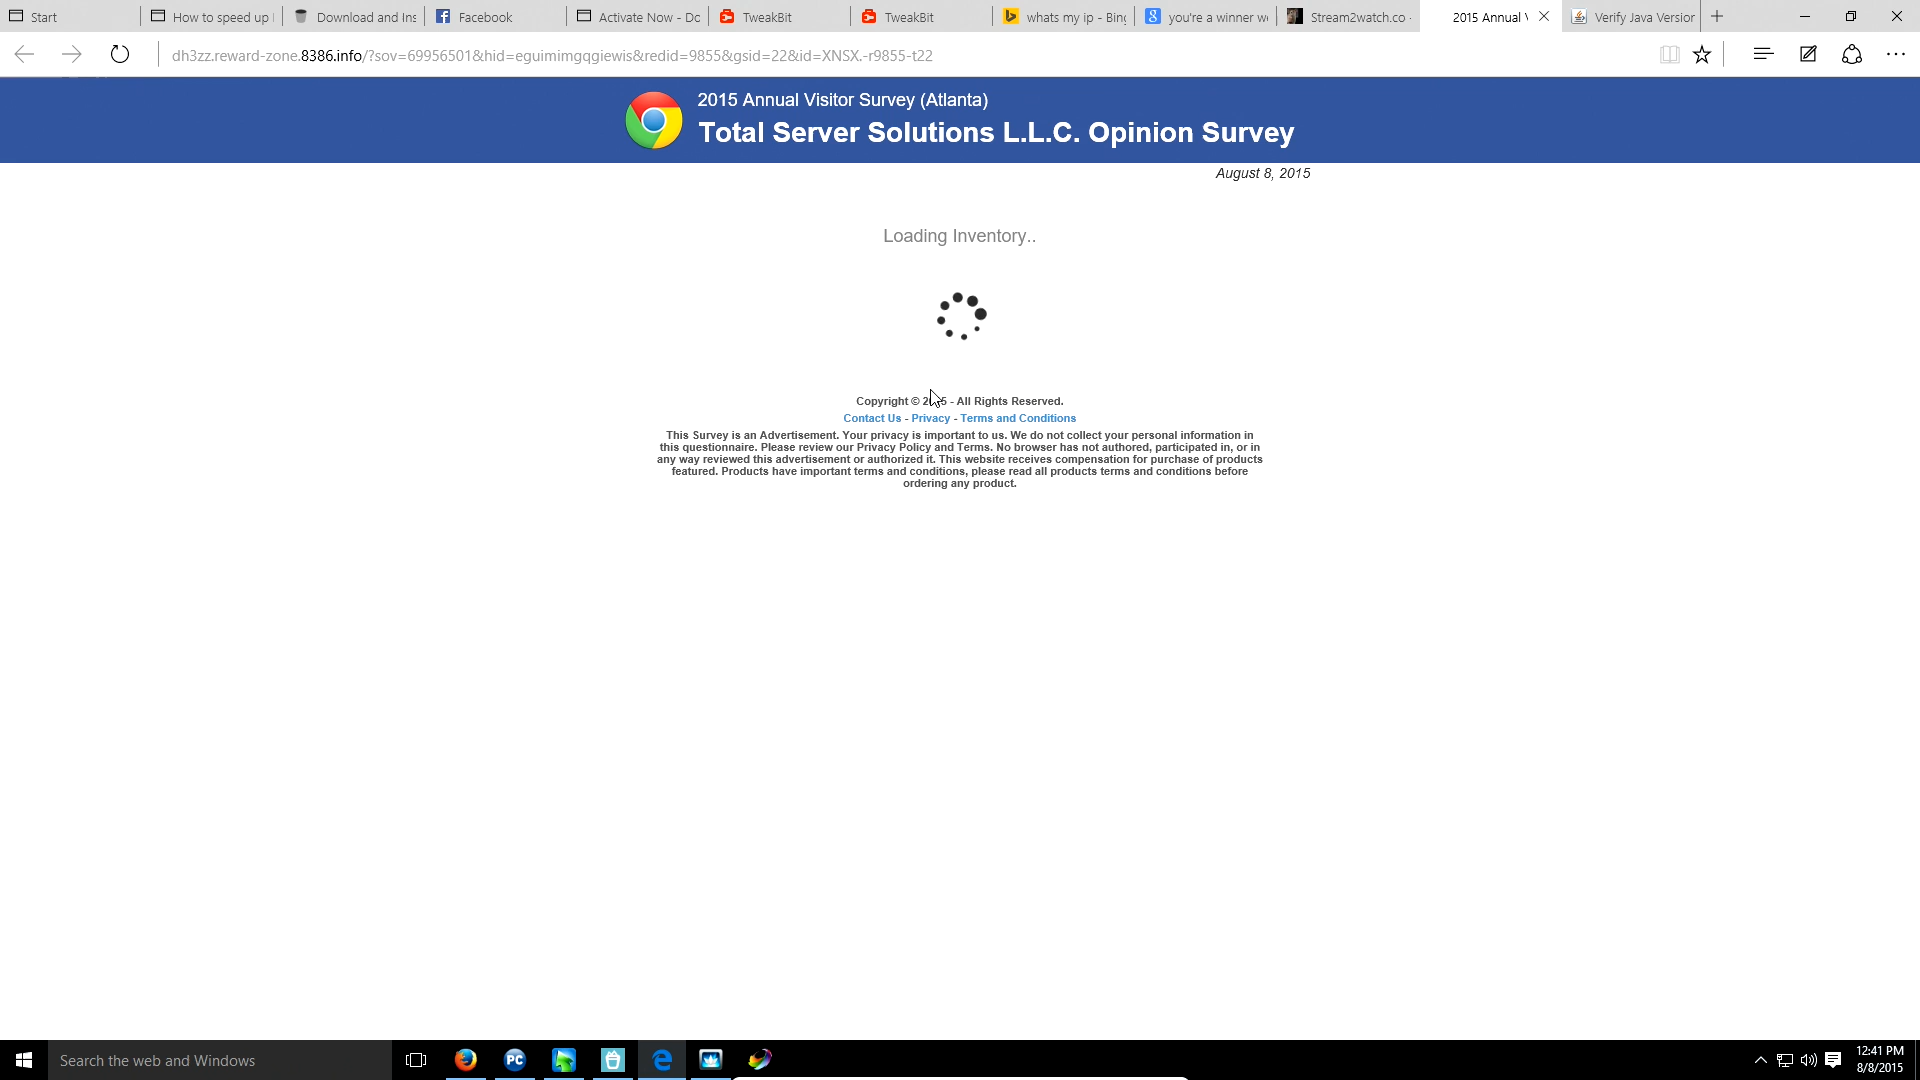 Start
How to speed up
Download and Ins
Facebook
Activate Now - Do
TweakBit
TweakBit
whats my ip - Bing
you're a winner w
Stream2watch.co -
2015 Annual V
Verify Java Version
dh3zz.reward-zone.8386.info/?sov=69956501&hid=eguimimgqgiewis&redid=9855&gsid=22&id=XNSX.-r9855-t22
2015 Annual Visitor Survey (Atlanta)
Total Server Solutions L.L.C. Opinion Survey
August 8, 2015
Loading Inventory..
Copyright © 2015 - All Rights Reserved.
Contact Us - Privacy - Terms and Conditions
This Survey is an Advertisement. Your privacy is important to us. We do not collect your personal information in
this questionnaire. Please review our Privacy Policy and Terms. No browser has not authored, participated in, or in
any way reviewed this advertisement or authorized it. This website receives compensation for purchase of products
featured. Products have important terms and conditions, please read all products terms and conditions before
ordering any product.
Search the web and Windows
PC
12:41 PM
8/8/2015